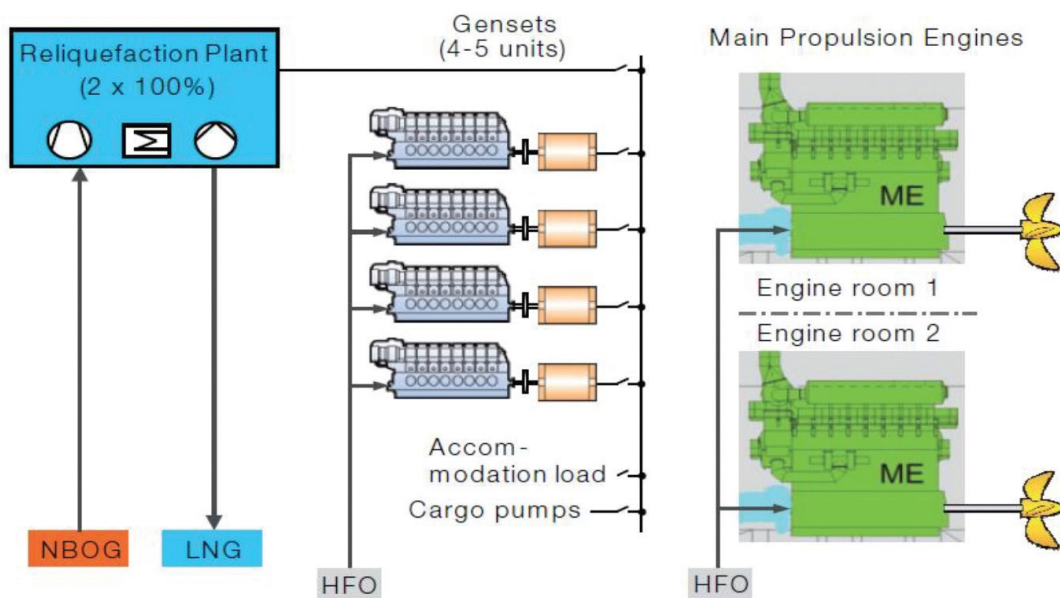 Reliquefaction Plant
(2 x 100%)
Gensets
(4-5 units)
Main Propulsion Engines
ME
Engine room 1
Engine room 2
ME
Accom-
modation load
Cargo pumps
NBOG
LNG
HFO
HFO